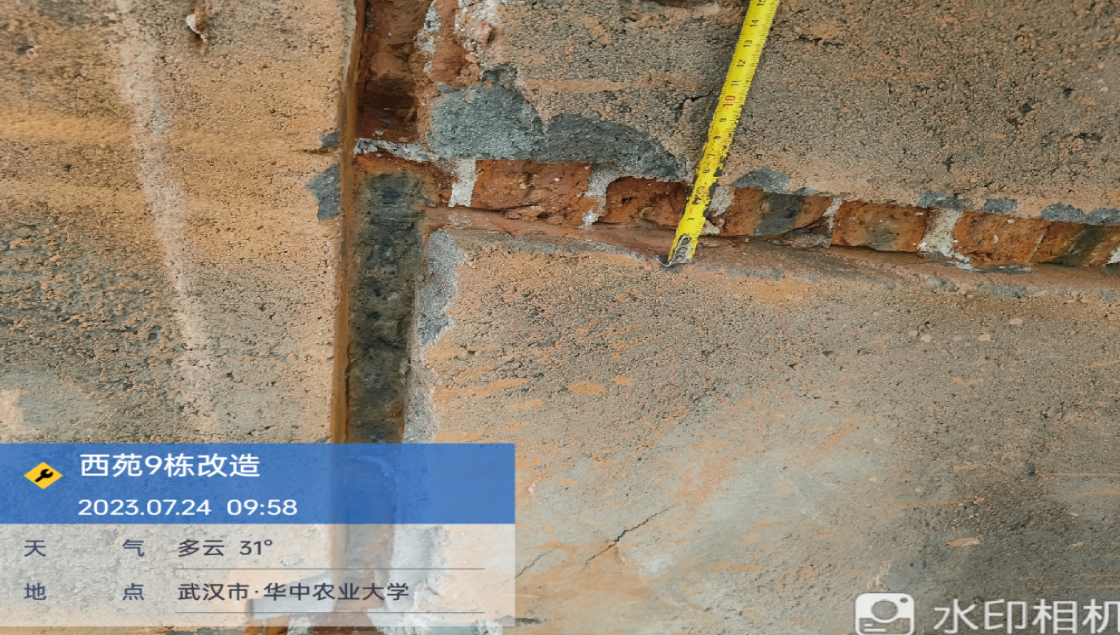 西苑9栋改造
2023.07.24 09:58
天 气 多云 31°
地 点 武汉市·华中农业大学
水印相机